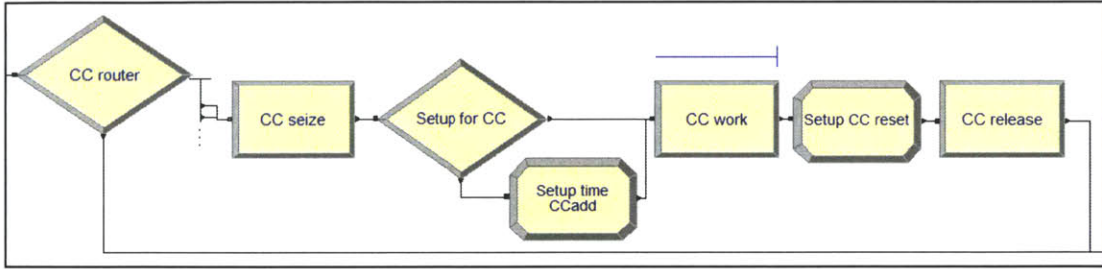 CC router
CC seize
Setup for CC
Setup time
CCadd
CC work
Setup CC reset
CC release